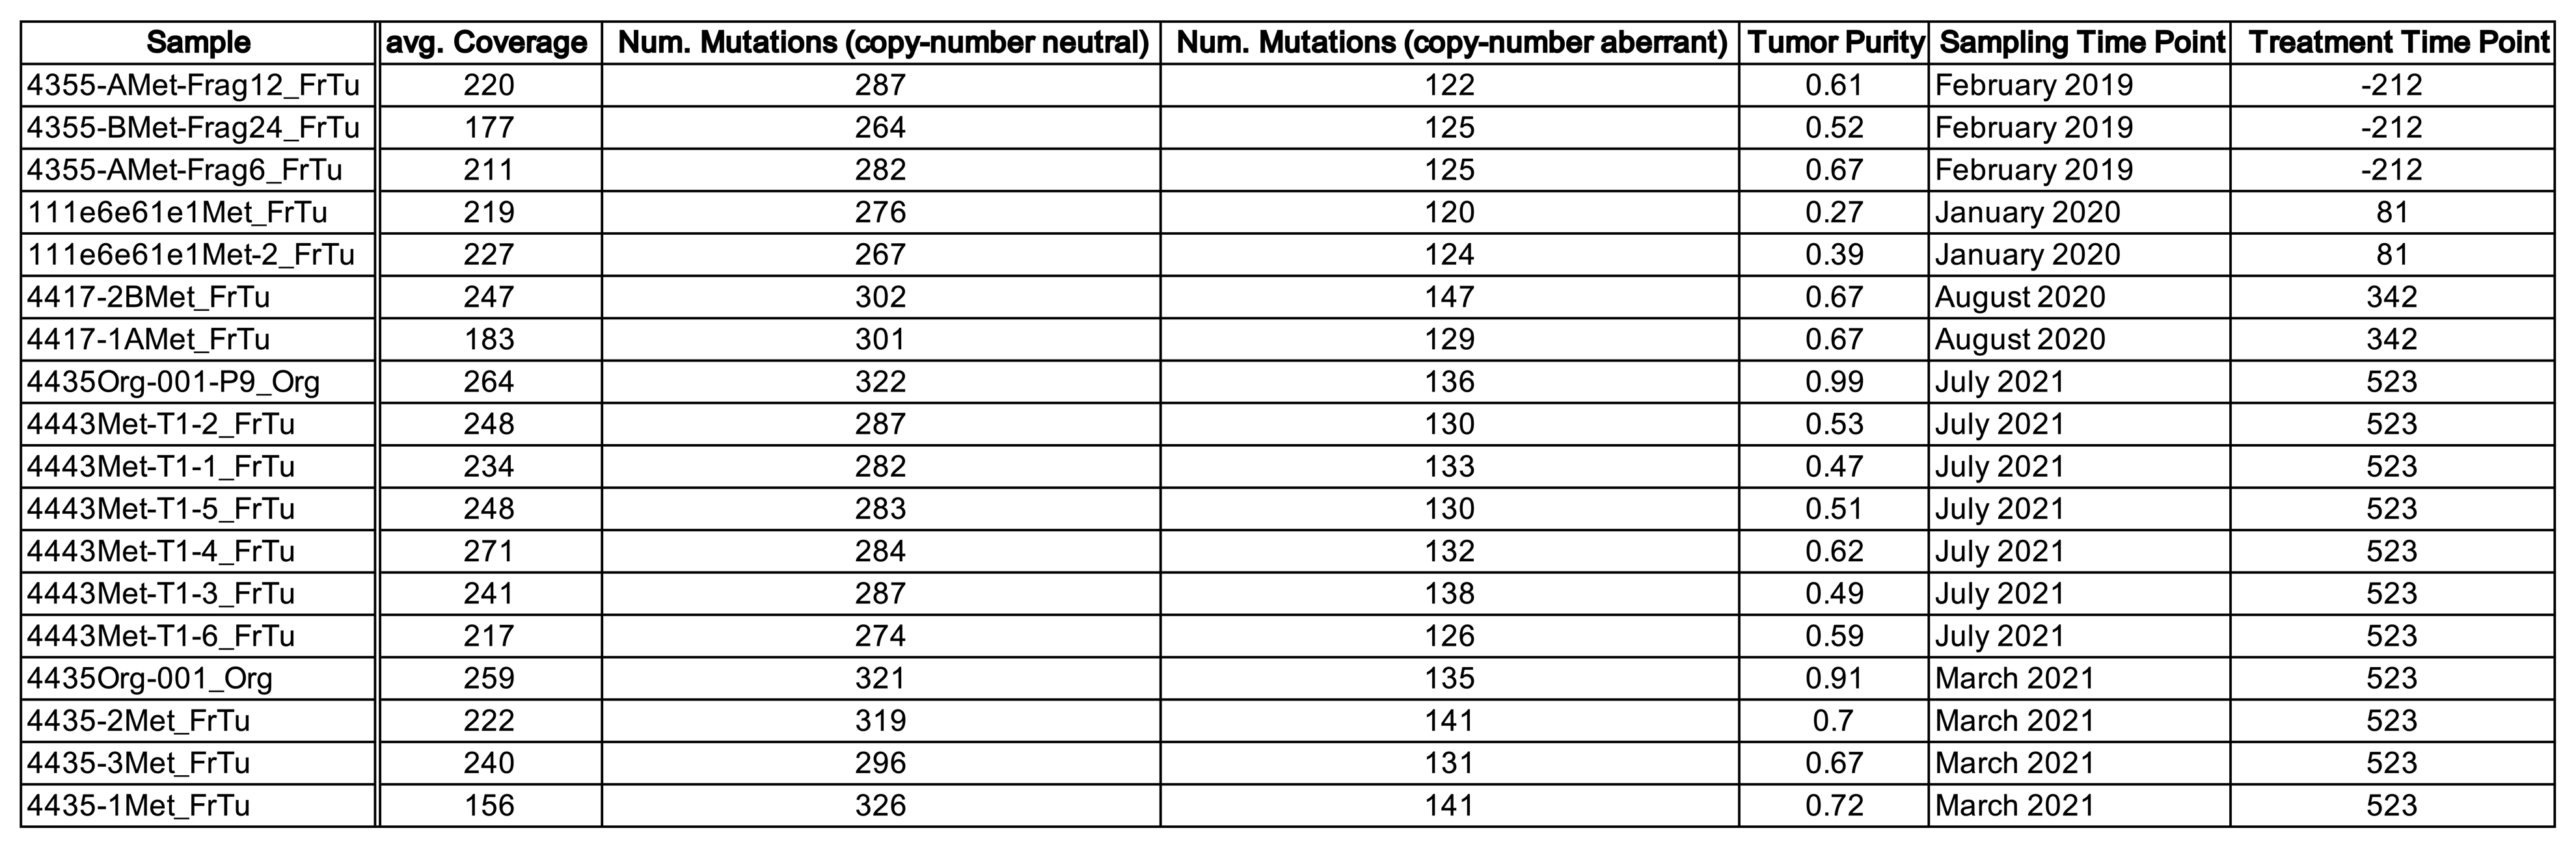 Sample avg. Coverage Num. Mutations (copy-number neutral) Num. Mutations (copy-number aberrant) Tumor Purity Sampling Time Point Treatment Time Point
4355-AMet-Frag12_FrTu 220 287 122 0.61 February 2019 -212
4355-BMet-Frag24_FrTu 177 264 125 0.52 February 2019 -212
4355-AMet-Frag6_FrTu 211 282 125 0.67 February 2019 -212
111e6e61e1Met_FrTu 219 276 120 0.27 January 2020 81
111e6e61e1Met-2_FrTu 227 267 124 0.39 January 2020 81
4417-2BMet_FrTu 247 302 147 0.67 August 2020 342
4417-1AMet_FrTu 183 301 129 0.67 August 2020 342
4435Org-001-P9_Org 264 322 136 0.99 July 2021 523
4443Met-T1-2_FrTu 248 287 130 0.53 July 2021 523
4443Met-T1-1_FrTu 234 282 133 0.47 July 2021 523
4443Met-T1-5_FrTu 248 283 130 0.51 July 2021 523
4443Met-T1-4_FrTu 271 284 132 0.62 July 2021 523
4443Met-T1-3_FrTu 241 287 138 0.49 July 2021 523
4443Met-T1-6_FrTu 217 274 126 0.59 July 2021 523
4435Org-001_Org 259 321 135 0.91 March 2021 523
4435-2Met_FrTu 222 319 141 0.7 March 2021 523
4435-3Met_FrTu 240 296 131 0.67 March 2021 523
4435-1Met_FrTu 156 326 141 0.72 March 2021 523